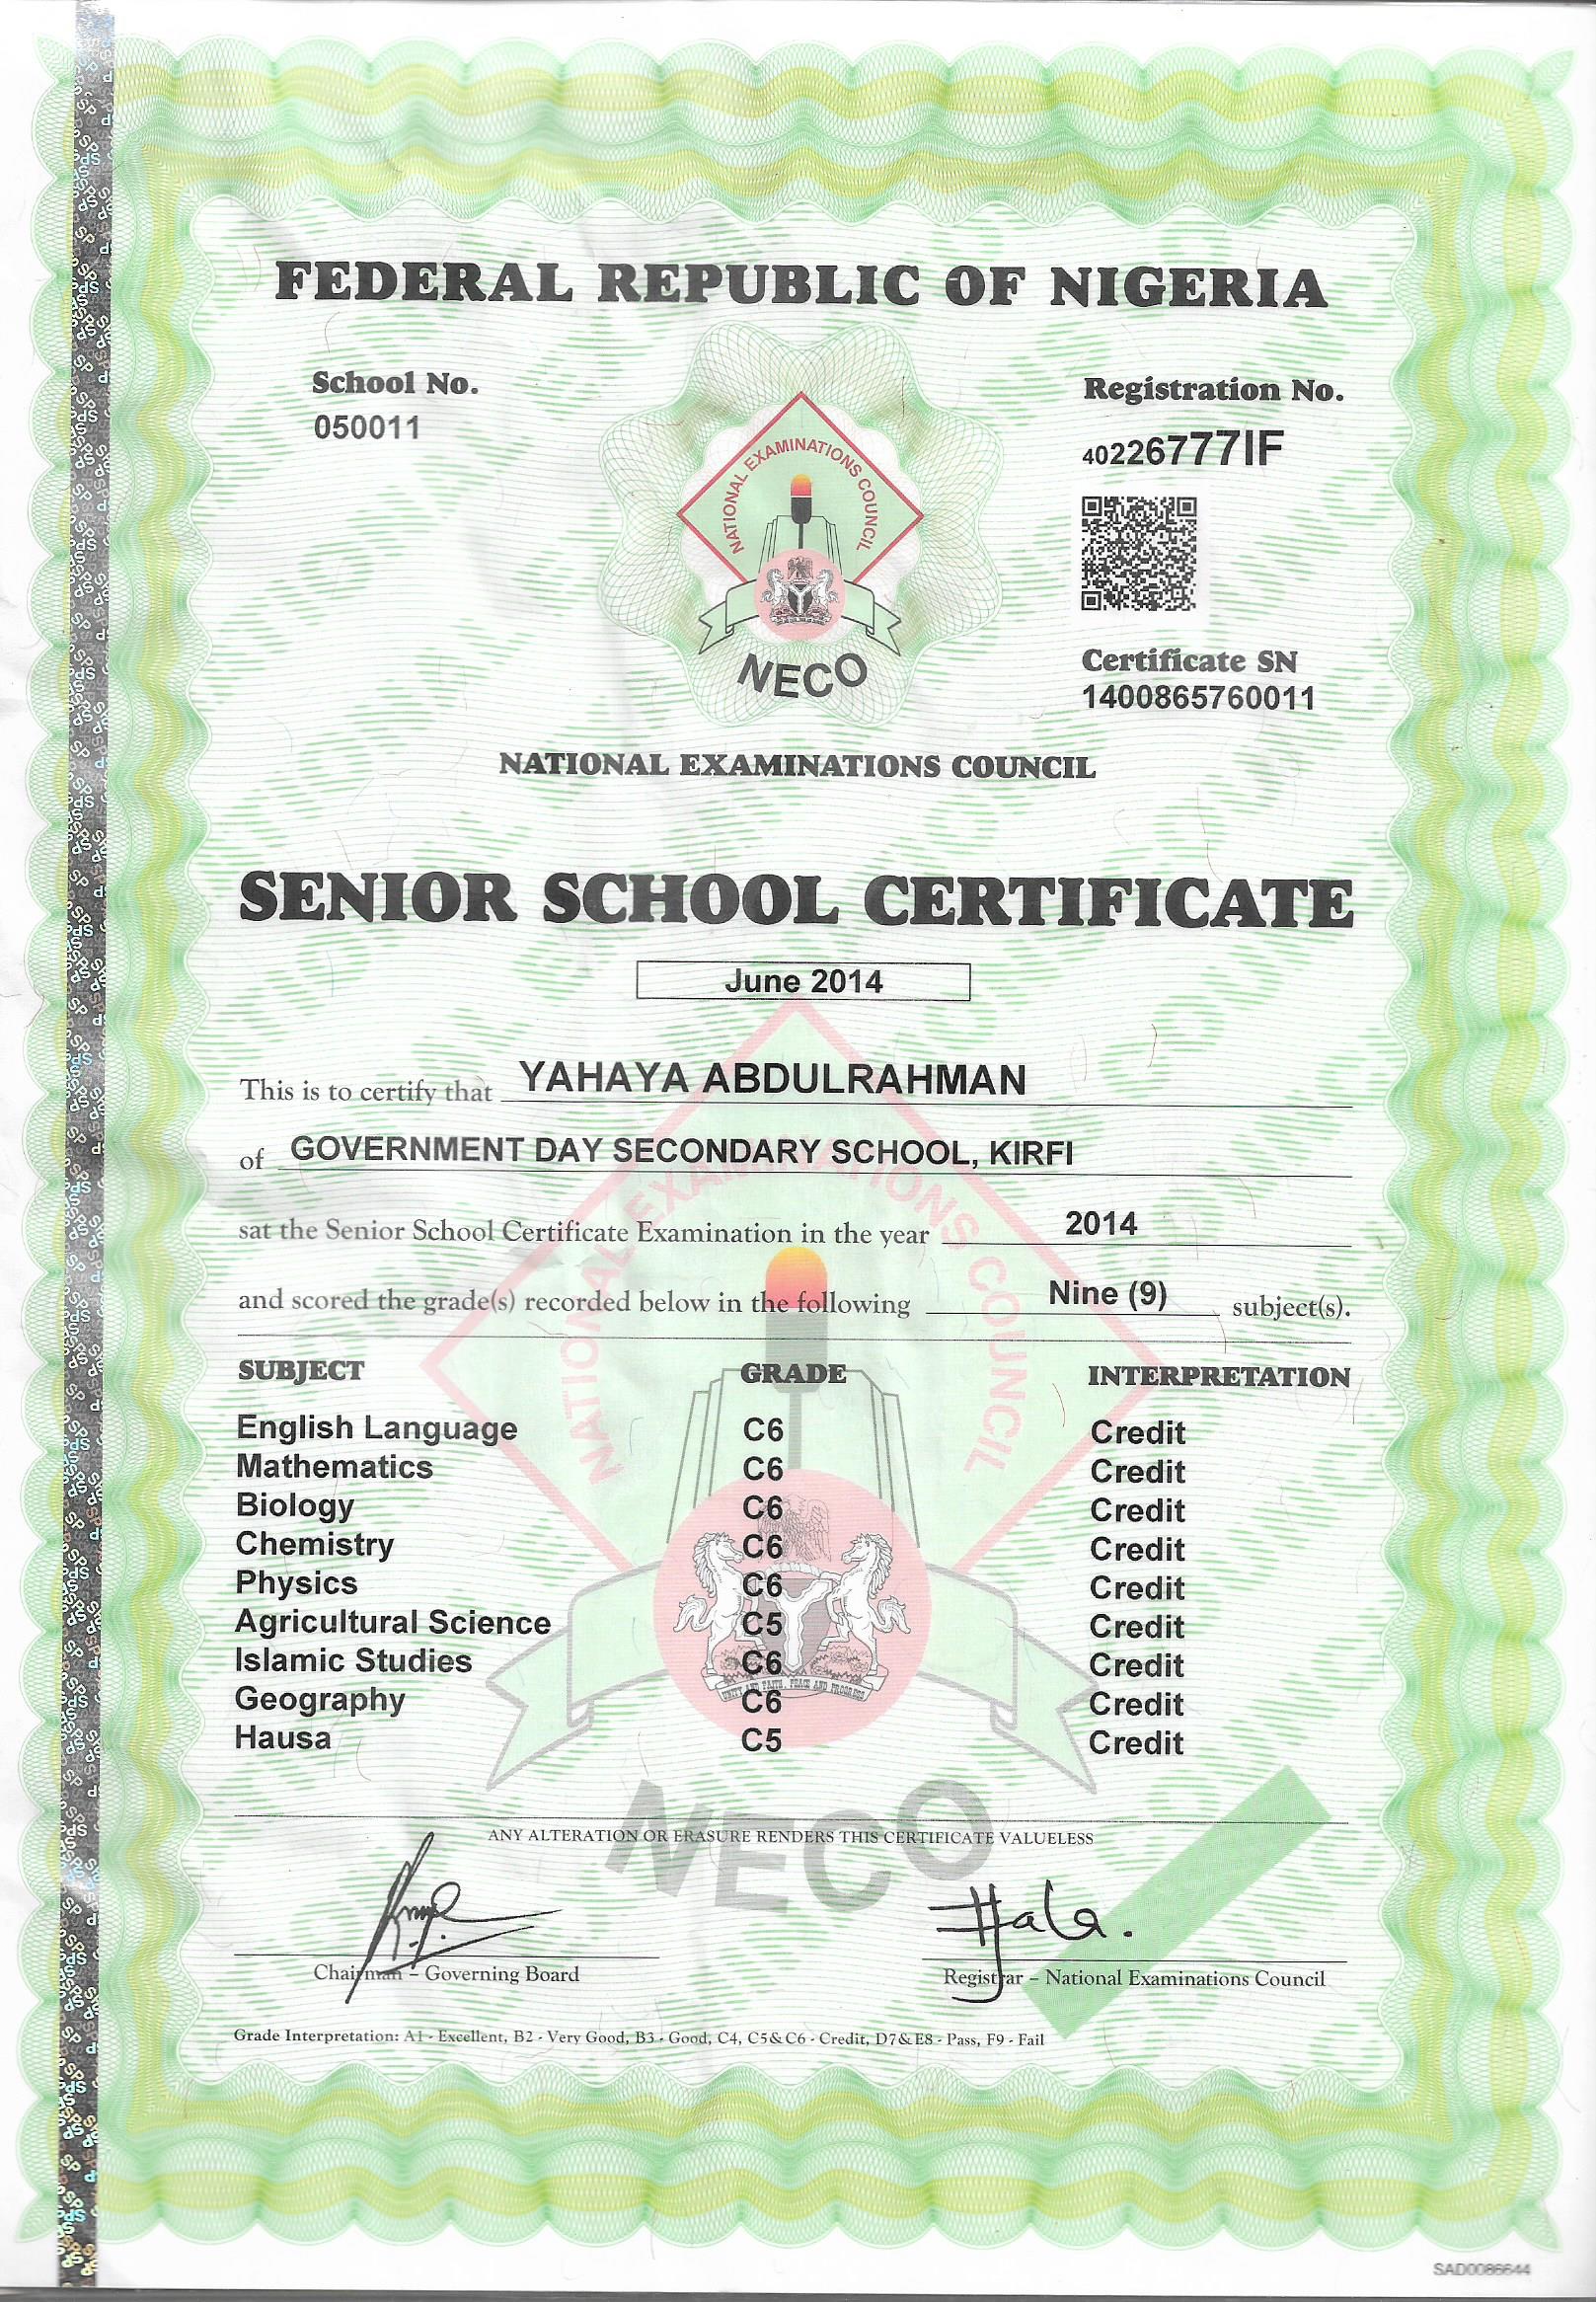 FEDERAL REPUBLIC OF NIGERIA
School No.
050011
Registration No.
40226777IF
NATIONAL EXAMINATIONS COUNCIL
NECO
Certificate SN
1400865760011
NATIONAL EXAMINATIONS COUNCIL
SENIOR SCHOOL CERTIFICATE
June 2014
This is to certify that YAHAYA ABDULRAHMAN
of GOVERNMENT DAY SECONDARY SCHOOL, KIRFI
sat the Senior School Certificate Examination in the year 2014
and scored the grade(s) recorded below in the following Nine (9) subject(s).
NATIONAL EXAMINATIONS COUNCIL
SUBJECT GRADE INTERPRETATION
English Language C6 Credit
Mathematics C6 Credit
Biology C6 Credit
Chemistry C6 Credit
Physics C6 Credit
Agricultural Science C5 Credit
Islamic Studies C6 Credit
UNITY AND FAITH, PEACE AND PROGRESS
Geography C6 Credit
Hausa C5 Credit
NECO
ANY ALTERATION OR ERASURE RENDERS THIS CERTIFICATE VALUELESS
Chairman – Governing Board
Registrar – National Examinations Council
Grade Interpretation: A1 - Excellent, B2 - Very Good, B3 - Good, C4, C5 & C6 - Credit, D7 & E8 - Pass, F9 - Fail
SAD0086644